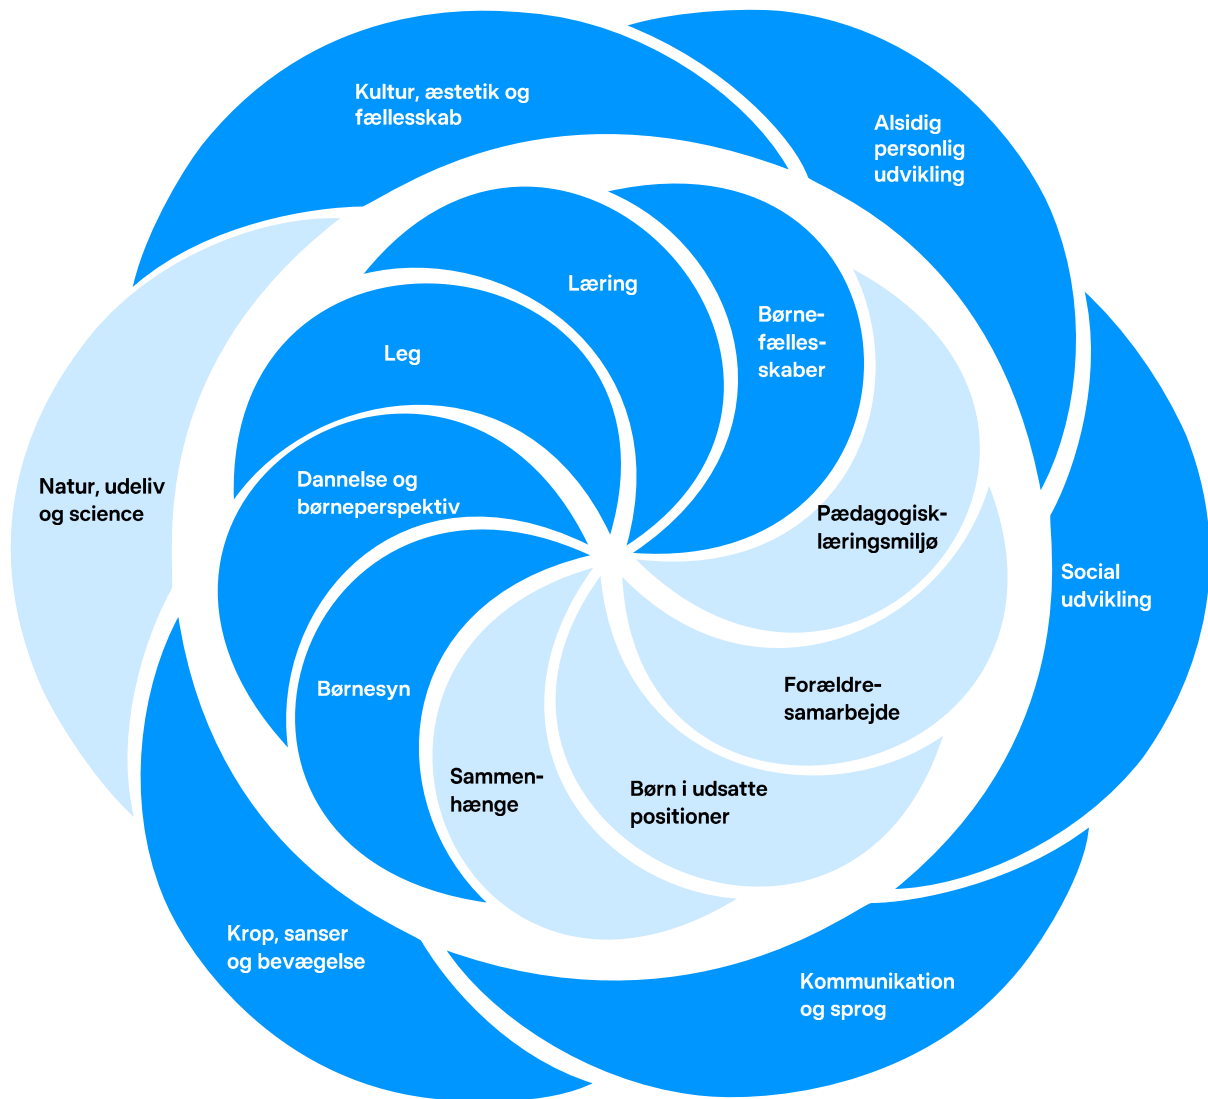 Kultur, æstetik og
fællesskab
Alsidig
personlig
udvikling
Læring
Børne-
fælles-
skaber
Leg
Dannelse og
børneperspektiv
Natur, udeliv
og science
Pædagogisk-
læringsmiljø
Social
udvikling
Børnesyn
Forældre-
samarbejde
Sammen-
hænge
Børn i udsatte
positioner
Krop, sanser
og bevægelse
Kommunikation
og sprog